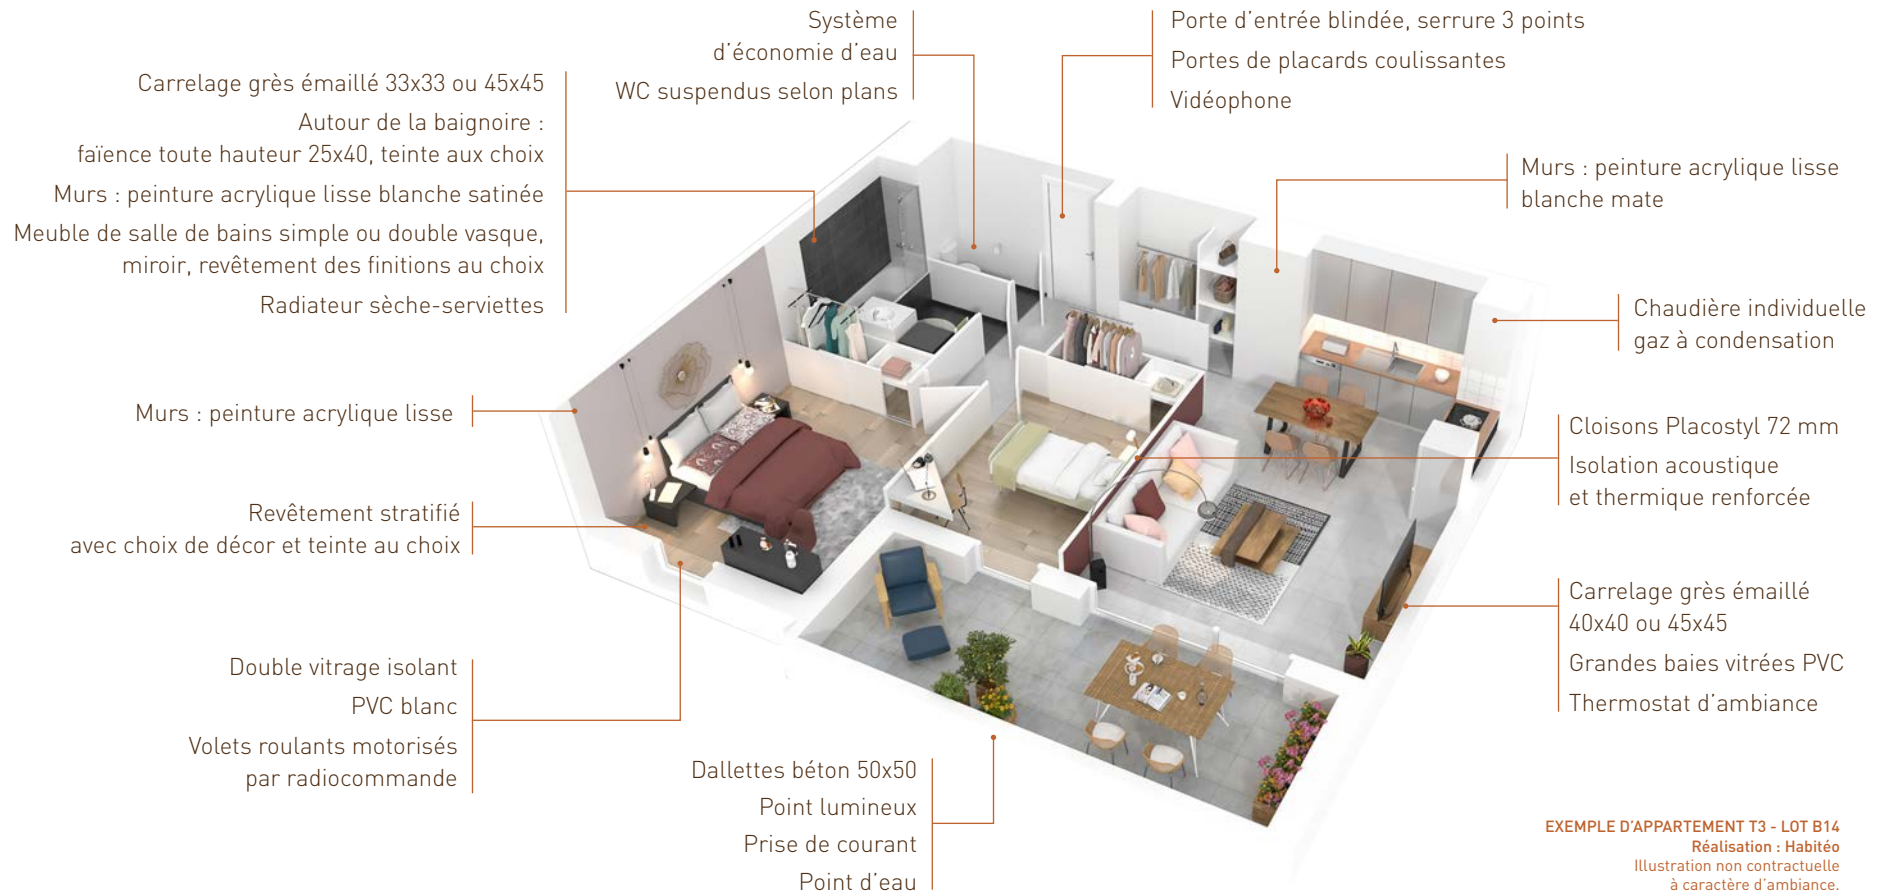 Système
d'économie d'eau
WC suspendus selon plans
Porte d'entrée blindée, serrure 3 points
Portes de placards coulissantes
Vidéophone
Carrelage grès émaillé 33x33 ou 45x45
Autour de la baignoire :
faïence toute hauteur 25x40, teinte aux choix
Murs : peinture acrylique lisse blanche satinée
Meuble de salle de bains simple ou double vasque,
miroir, revêtement des finitions au choix
Radiateur sèche-serviettes
Murs : peinture acrylique lisse
blanche mate
Chaudière individuelle
gaz à condensation
Murs : peinture acrylique lisse
Cloisons Placostyl 72 mm
Isolation acoustique
et thermique renforcée
Revêtement stratifié
avec choix de décor et teinte au choix
Carrelage grès émaillé
40x40 ou 45x45
Grandes baies vitrées PVC
Thermostat d'ambiance
Double vitrage isolant
PVC blanc
Volets roulants motorisés
par radiocommande
Dallettes béton 50x50
Point lumineux
Prise de courant
Point d'eau
EXEMPLE D'APPARTEMENT T3 - LOT B14
Réalisation : Habitéo
Illustration non contractuelle
à caractère d'ambiance.